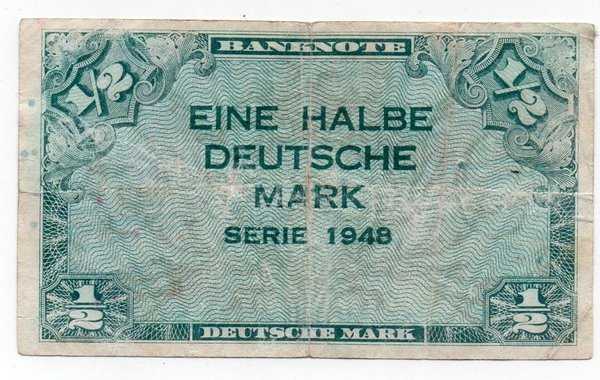 BANKNOTE
1/2
1/2
EINE HALBE
DEUTSCHE
MARK
SERIE 1948
1/2
1/2
DEUTSCHE MARK